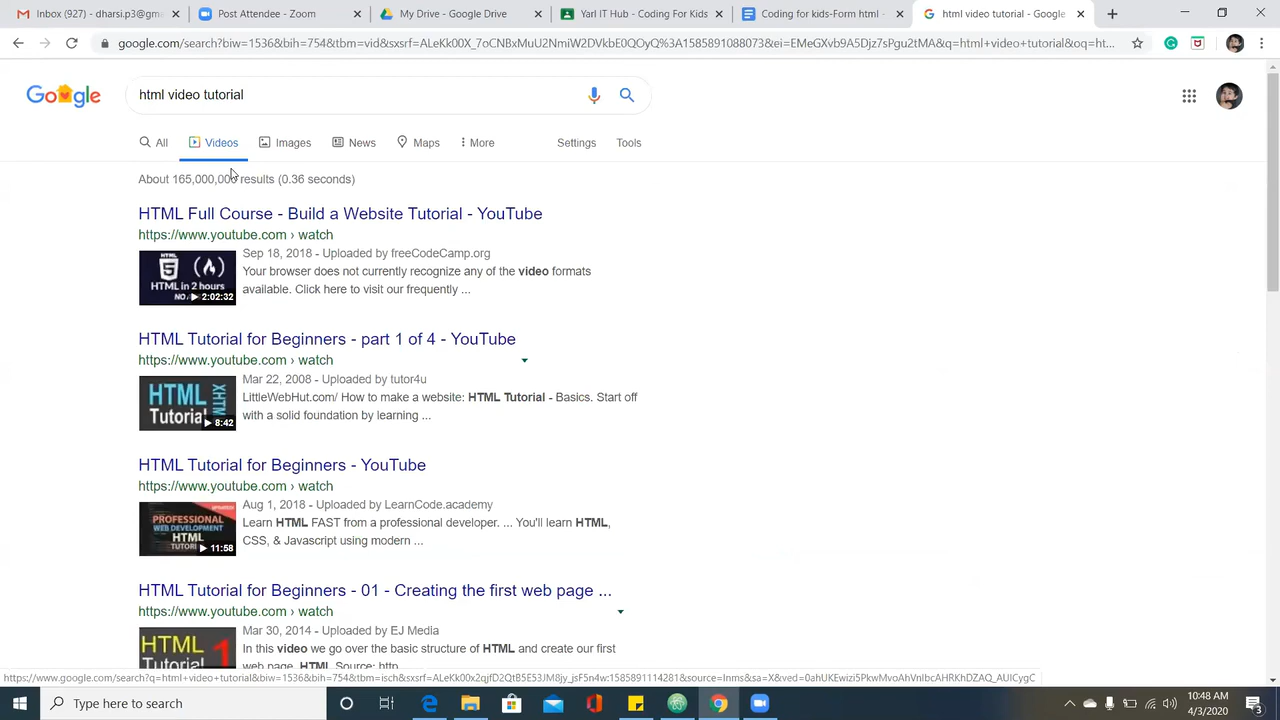 Inbox (19) - dhars.p3@gm
Post Attendee - Zoom
My Drive - Google Drive
Yarl IT Hub - Coding For Kids
Coding for kids-Form html -
html video tutorial - Google
google.com/search?biw=1536&bih=754&tbm=vid&sxsrf=
Google
html video tutorial
All
Videos
Images
News
Maps
More
Settings
Tools
About 165,000,000 results (0.36 seconds)
HTML Full Course - Build a Website Tutorial - YouTube
https://www.youtube.com › watch
Sep 18, 2018 - Uploaded by freeCodeCamp.org
Your browser does not currently recognize any of the video formats
available. Click here to visit our frequently ...
HTML
5
HTML in 2 hours
2:02:32
HTML Tutorial for Beginners - part 1 of 4 - YouTube
https://www.youtube.com › watch
Mar 22, 2008 - Uploaded by tutor4u
LittleWebHut.com/ How to make a website: HTML Tutorial - Basics. Start off
with a solid foundation by learning ...
HTML
XHTML
Tutorial
8:42
HTML Tutorial for Beginners - YouTube
https://www.youtube.com › watch
Aug 1, 2018 - Uploaded by LearnCode.academy
Learn HTML FAST from a professional developer. ... You'll learn HTML,
CSS, & Javascript using modern ...
PROFESSIONAL
WEB DEVELOPMENT
HTML
11:58
HTML Tutorial for Beginners - 01 - Creating the first web page ...
https://www.youtube.com › watch
Mar 30, 2014 - Uploaded by EJ Media
In this video we go over the basic structure of HTML and create our first
web page. HTML Source: http
HTML
Tutorial 1
Type here to search
10:48 AM
4/3/2020
3